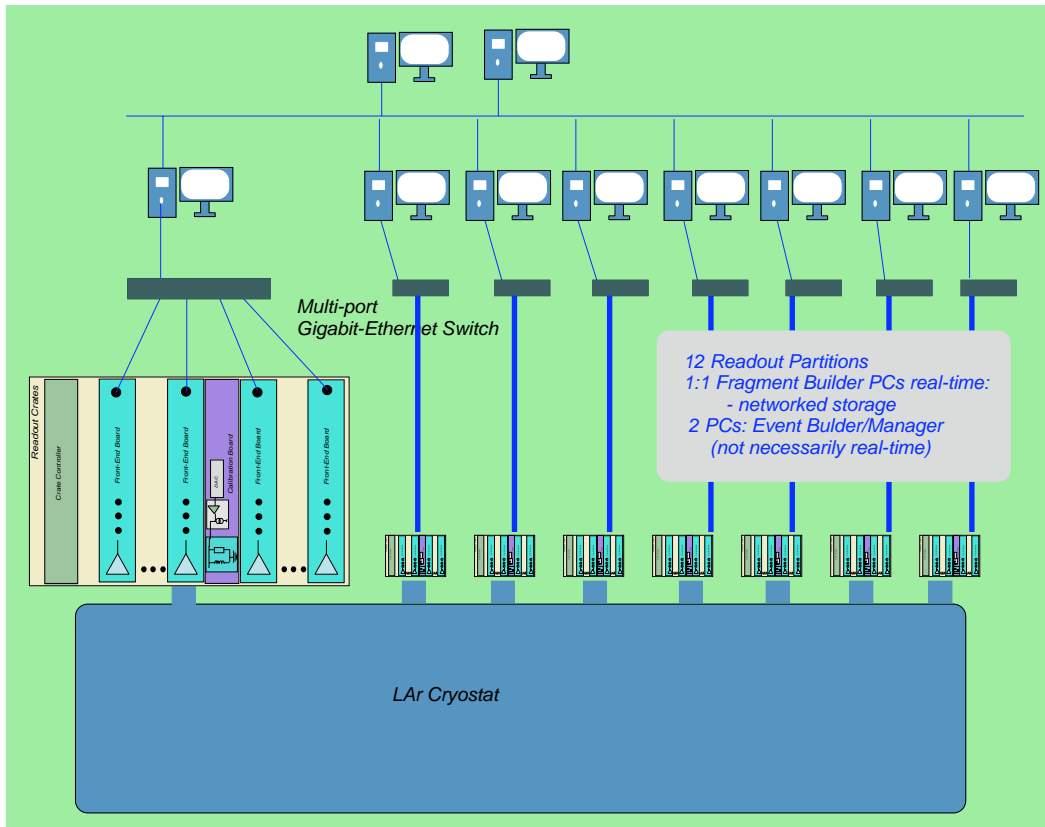 Multi-port
Gigabit-Ethernet Switch
12 Readout Partitions
1:1 Fragment Builder PCs real-time:
- networked storage
2 PCs: Event Bulder/Manager
(not necessarily real-time)
Readout Crates
Crate Controller
Front-End Board
Front-End Board
Calibration Board
DAC
Front-End Board
Front-End Board
LAr Cryostat